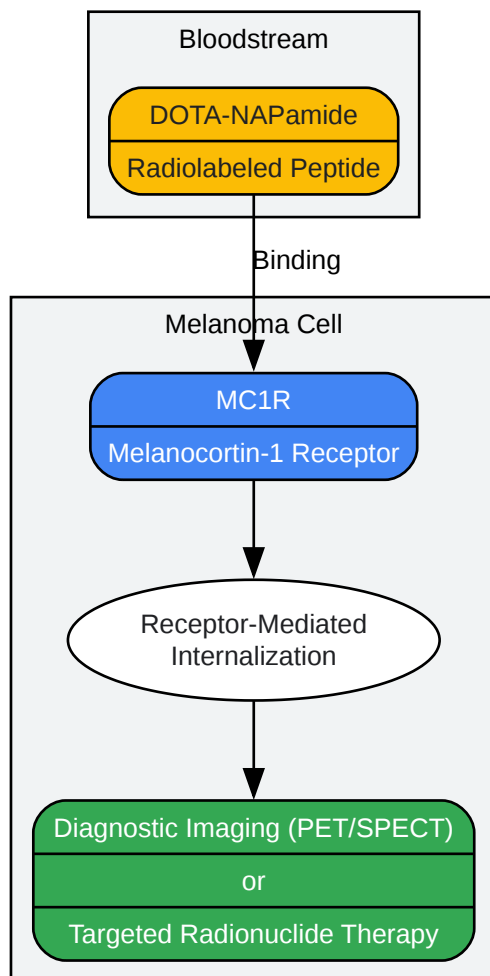 Bloodstream
DOTA-NAPamide
Radiolabeled Peptide
Binding
Melanoma Cell
MC1R
Melanocortin-1 Receptor
Receptor-Mediated
Internalization
Diagnostic Imaging (PET/SPECT)
or
Targeted Radionuclide Therapy